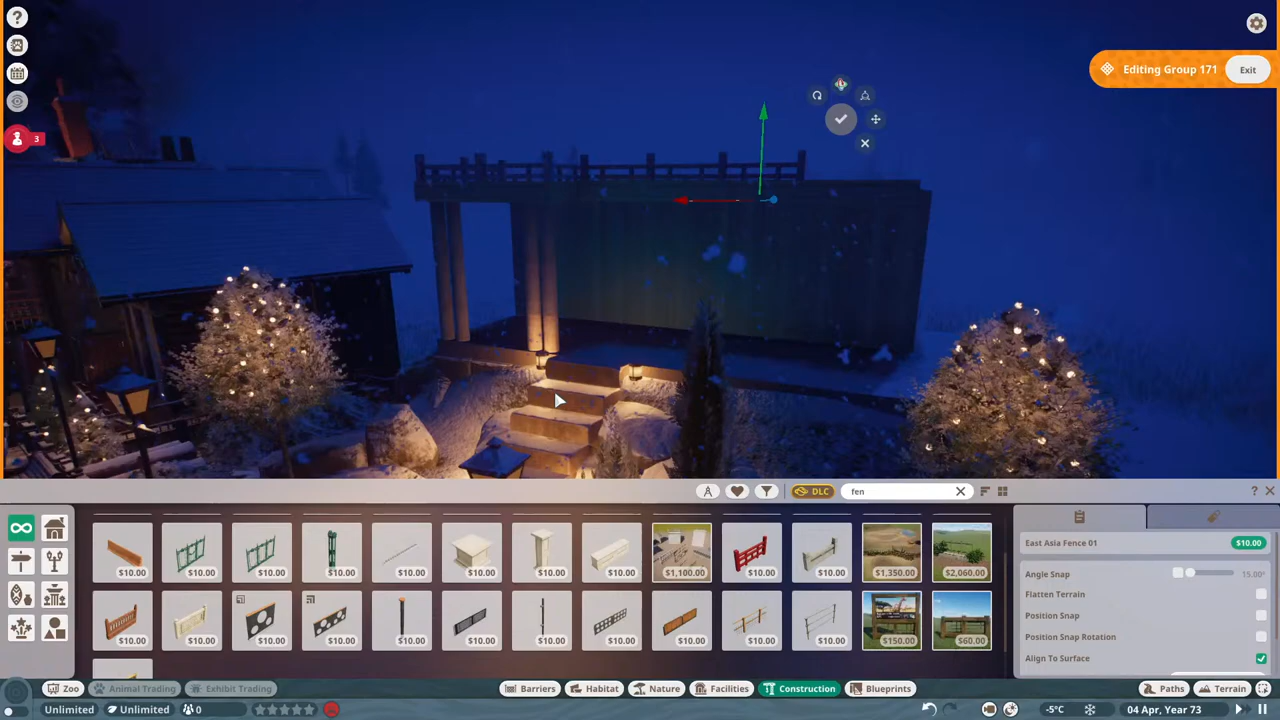 ?
Editing Group 171
Exit
3
DLC
fen
?
$10.00 $10.00 $10.00 $10.00 $10.00 $10.00 $10.00 $10.00 $1,100.00 $10.00 $10.00 $1,350.00 $2,060.00
$10.00 $10.00 $10.00 $10.00 $10.00 $10.00 $10.00 $10.00 $10.00 $10.00 $10.00 $150.00 $60.00
East Asia Fence 01 $10.00
Angle Snap 15.00°
Flatten Terrain
Position Snap
Position Snap Rotation
Align To Surface
Zoo Animal Trading Exhibit Trading Barriers Habitat Nature Facilities Construction Blueprints Paths Terrain
Unlimited Unlimited 0 -5°C 04 Apr, Year 73